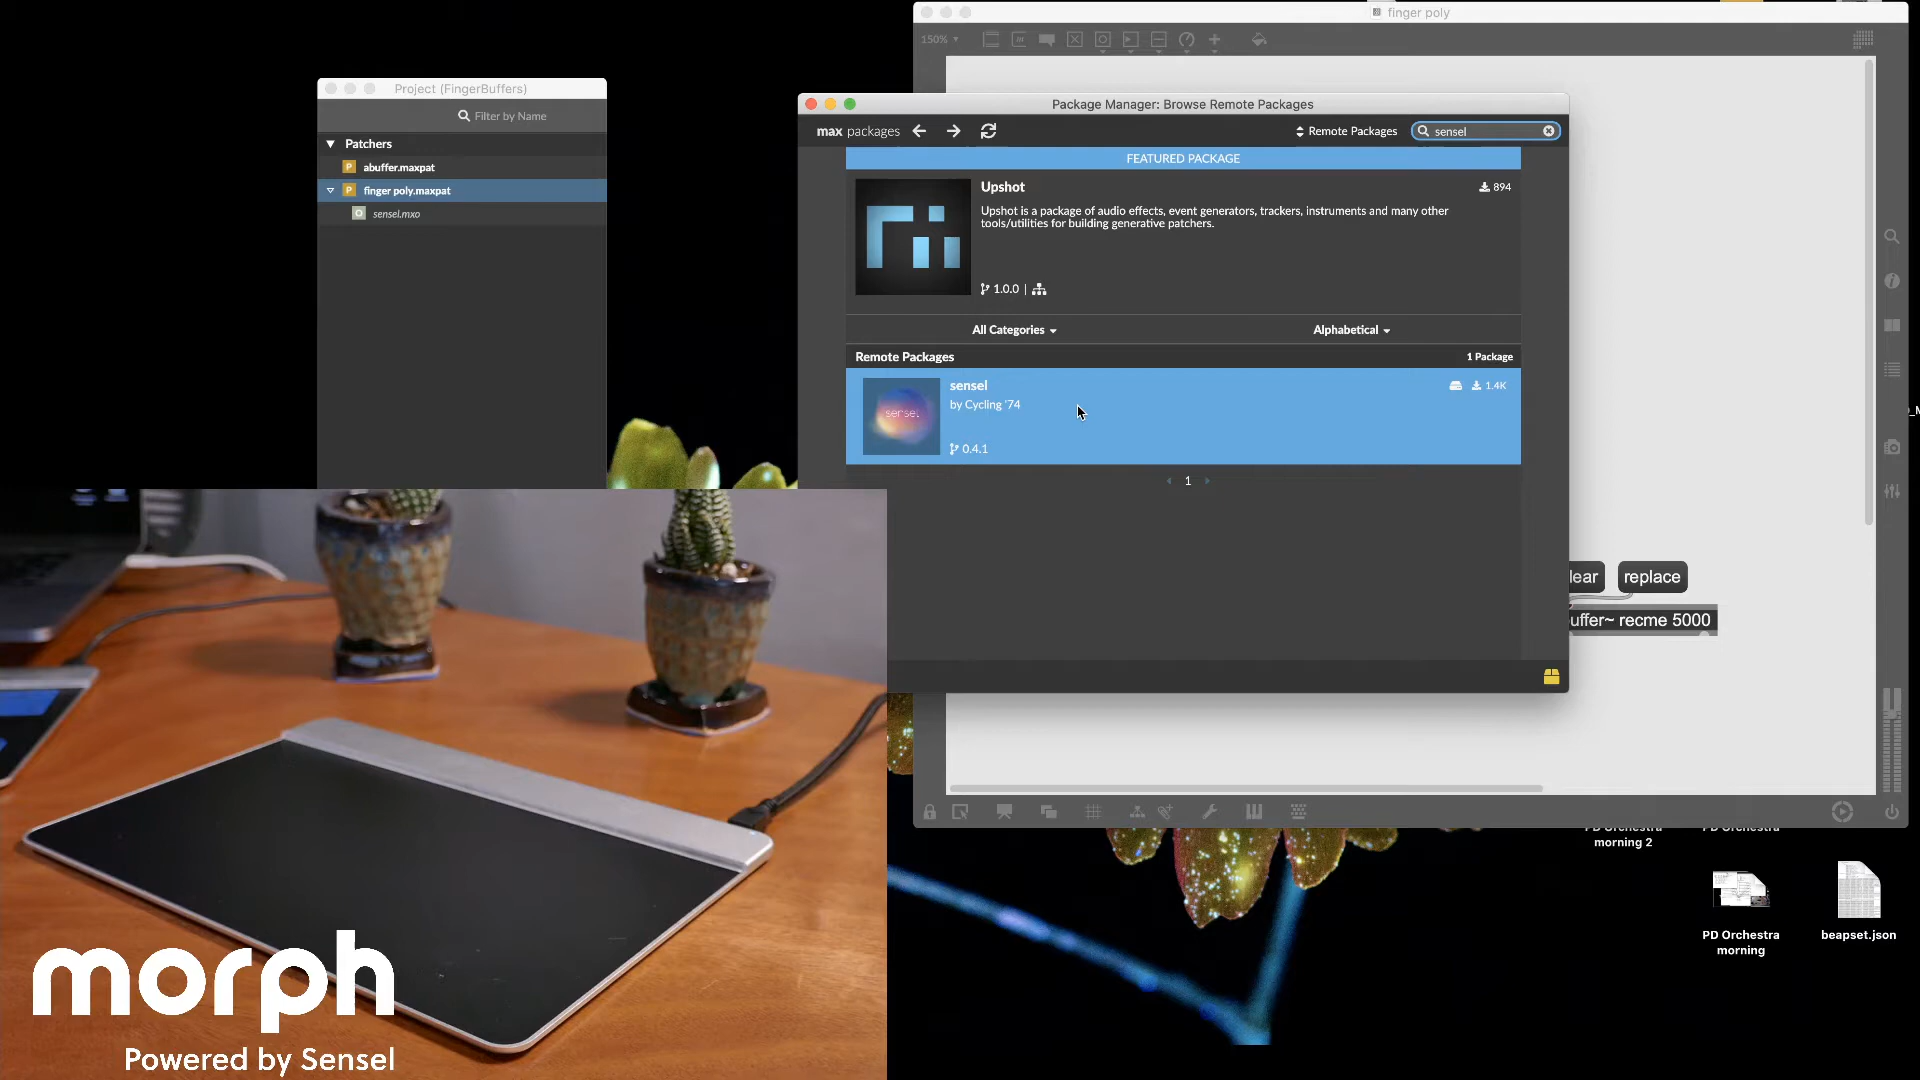 finger poly
150%
Project (FingerBuffers)
Filter by Name
Patchers
abuffer.maxpat
finger poly.maxpat
sensel.mxo
Package Manager: Browse Remote Packages
max packages
Remote Packages
sensel
FEATURED PACKAGE
Upshot
894
Upshot is a package of audio effects, event generators, trackers, instruments and many other
tools/utilities for building generative patchers.
1.0.0 |
All Categories
Alphabetical
Remote Packages
1 Package
sensel
sensel
1.4K
by Cycling '74
0.4.1
1
lear
replace
uffer~ recme 5000
PD Orchestra
morning 2
PD Orchestra
PD Orchestra
morning
beapset.json
morph
Powered by Sensel